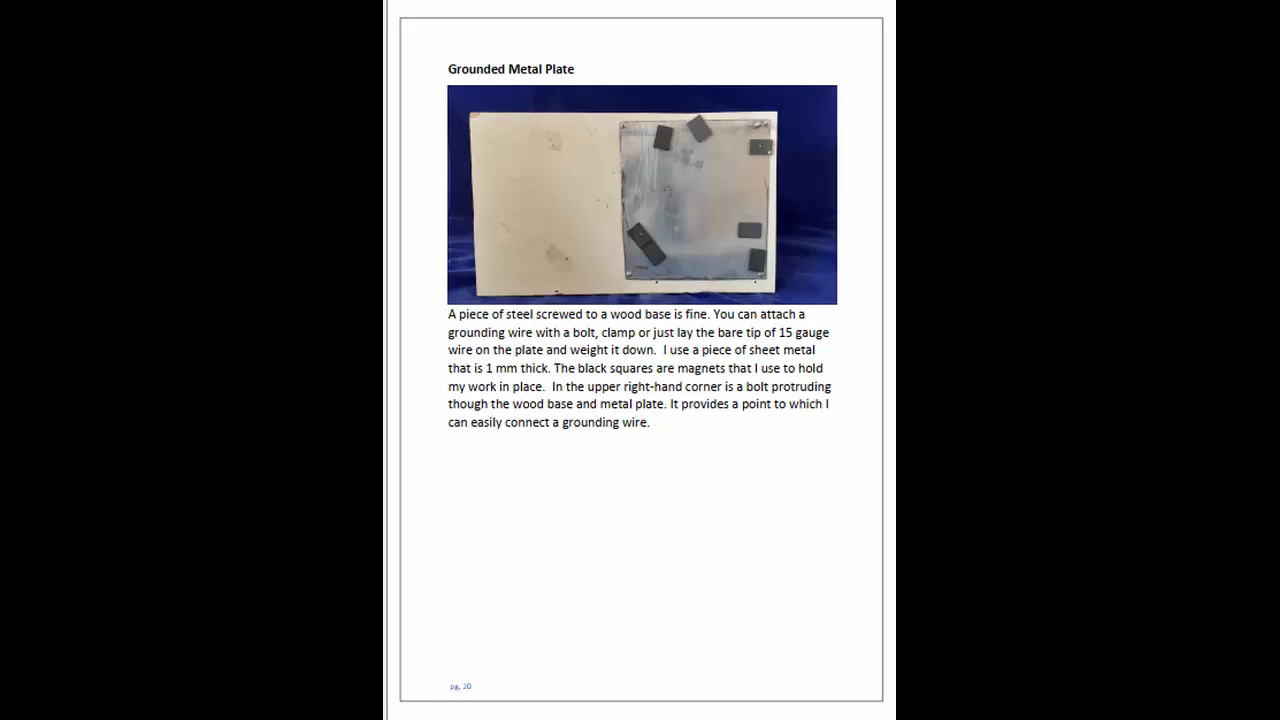 Grounded Metal Plate
A piece of steel screwed to a wood base is fine. You can attach a
grounding wire with a bolt, clamp or just lay the bare tip of 15 gauge
wire on the plate and weight it down.  I use a piece of sheet metal
that is 1 mm thick. The black squares are magnets that I use to hold
my work in place.  In the upper right-hand corner is a bolt protruding
though the wood base and metal plate. It provides a point to which I
can easily connect a grounding wire.
pg. 20